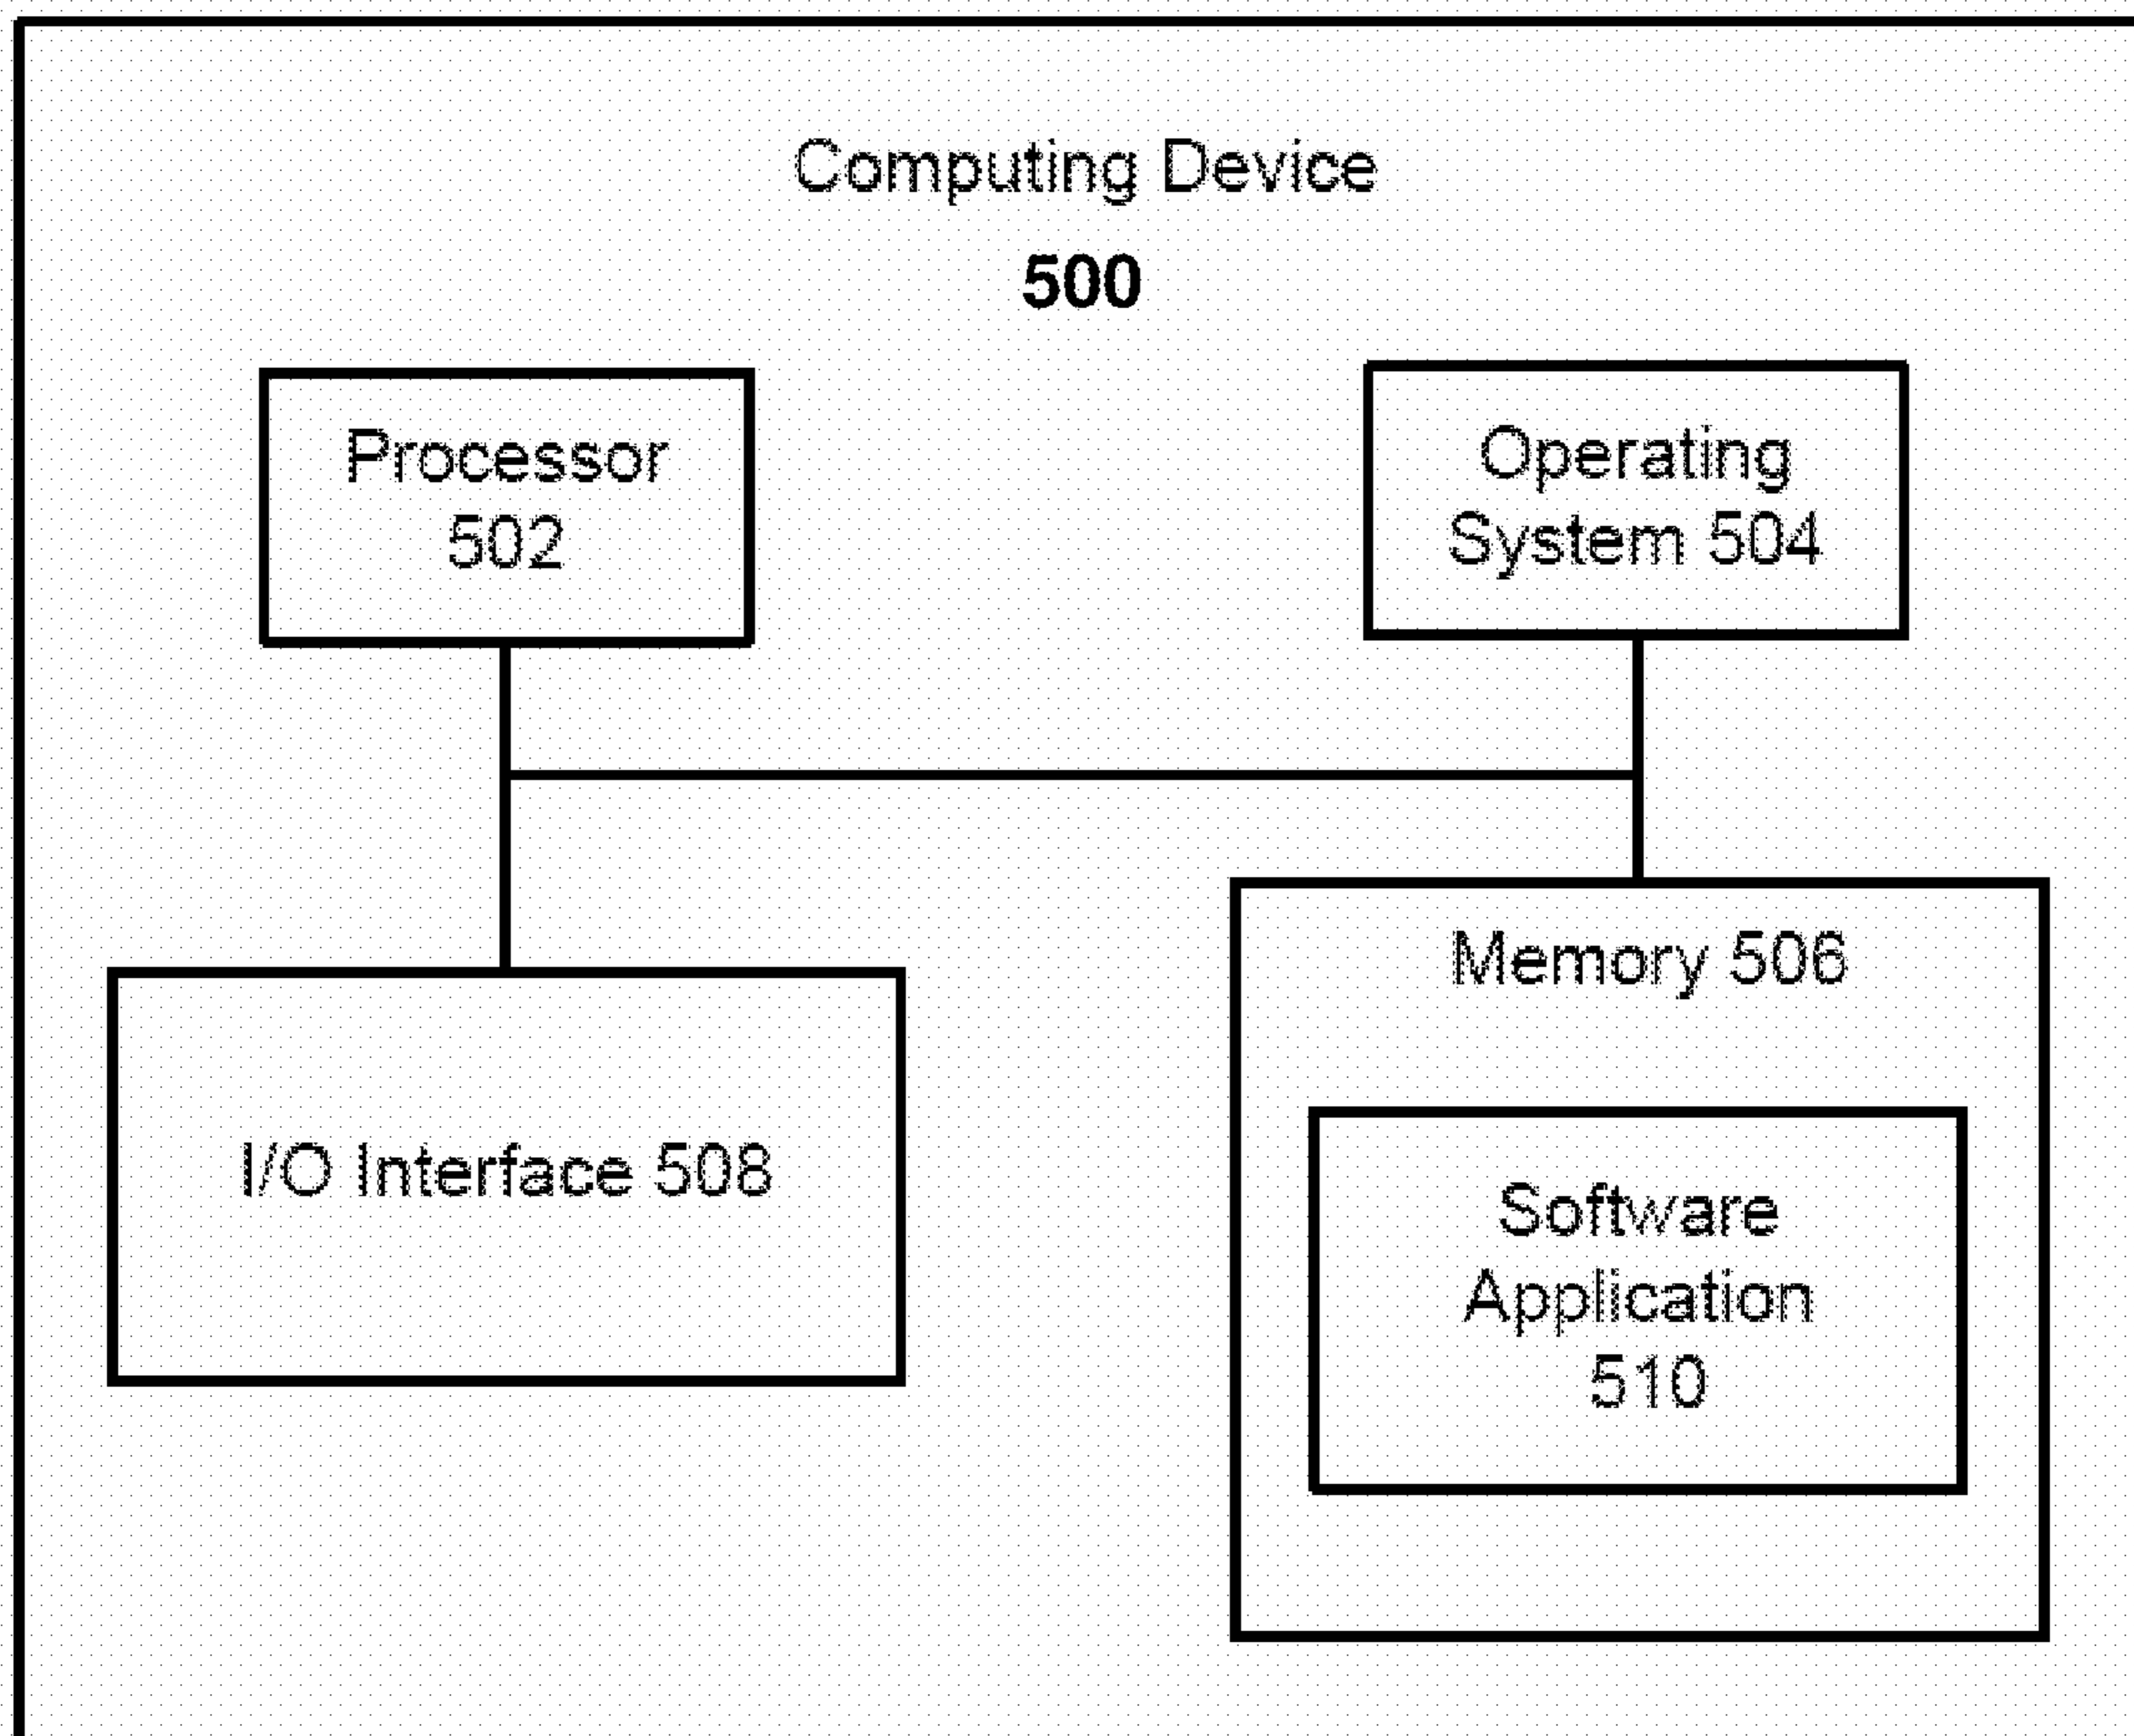 Computing Device
500
Processor
502
Operating
System 504
Memory 506
I/O Interface 508
Software
Application
510